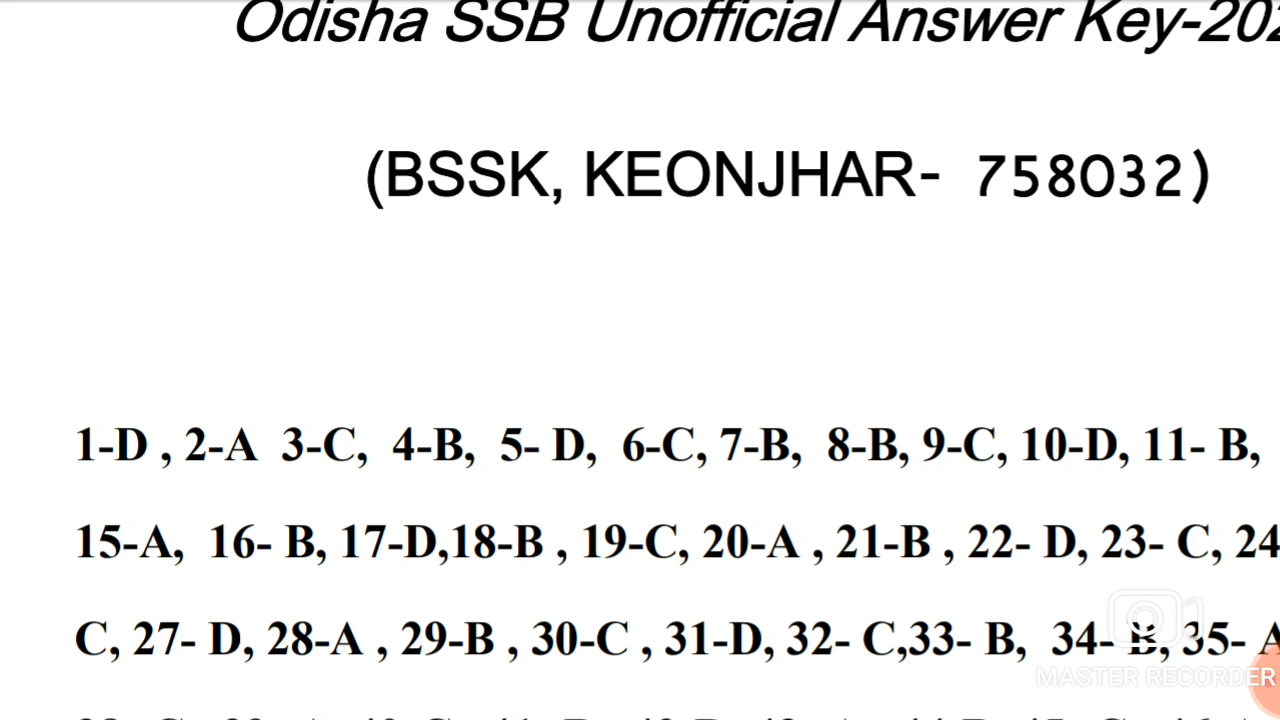 Odisha SSB Unofficial Answer Key-202
(BSSK, KEONJHAR- 758032)
1-D , 2-A 3-C, 4-B, 5- D, 6-C, 7-B, 8-B, 9-C, 10-D, 11- B,
15-A, 16- B, 17-D,18-B , 19-C, 20-A , 21-B , 22- D, 23- C, 24
C, 27- D, 28-A , 29-B , 30-C , 31-D, 32- C,33- B, 34- B, 35- A
MASTER RECORDER